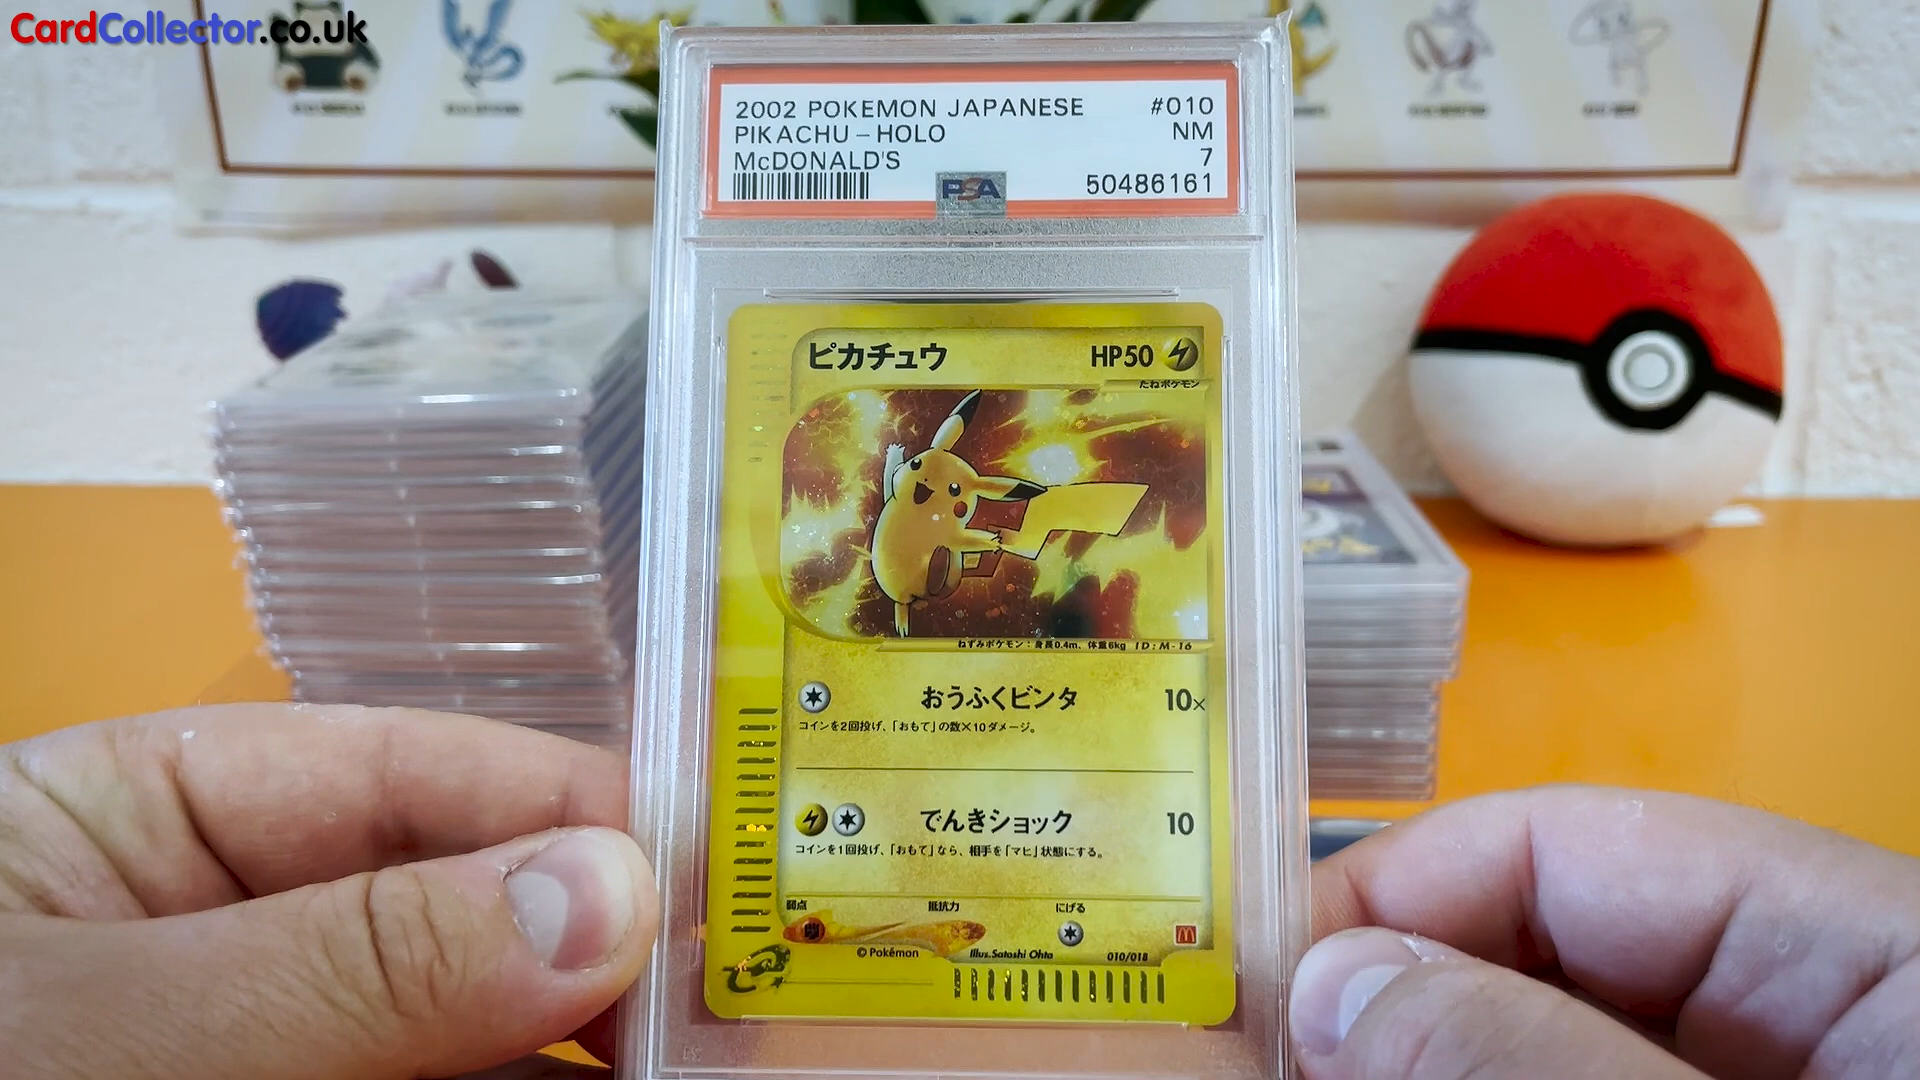 CardCollector.co.uk
2002 POKEMON JAPANESE #010
PIKACHU-HOLO NM
McDONALD'S 7
PSA 50486161
ピカチュウ HP50
たねポケモン
ねずみポケモン:身長0.4m、体重6kg ID:M-16
おうふくビンタ 10×
コインを2回投げ、「おもて」の数×10ダメージ。
でんきショック 10
コインを1回投げ、「おもて」なら、相手を「マヒ」状態にする。
弱点 抵抗力 にげる
© Pokémon Illus.Satoshi Ohta 010/018